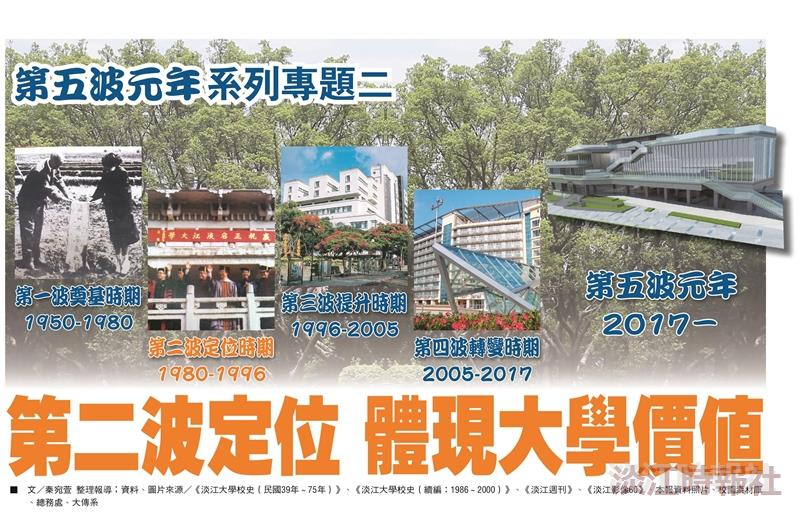 第五波元年系列專題二
第一波奠基時期
1950-1980
第二波定位時期
1980-1996
第三波提升時期
1996-2005
第四波轉變時期
2005-2017
第五波元年
2017－
第二波定位 體現大學價值
■ 文／秦宛萱 整理報導；資料、圖片來源／《淡江大學校史（民國39年～75年）》、《淡江大學校史（續編：1986～2000）》、《淡江週刊》、《淡江影像60》、本報資料照片、校園素材庫
、總務處、大傳系
淡江時報社